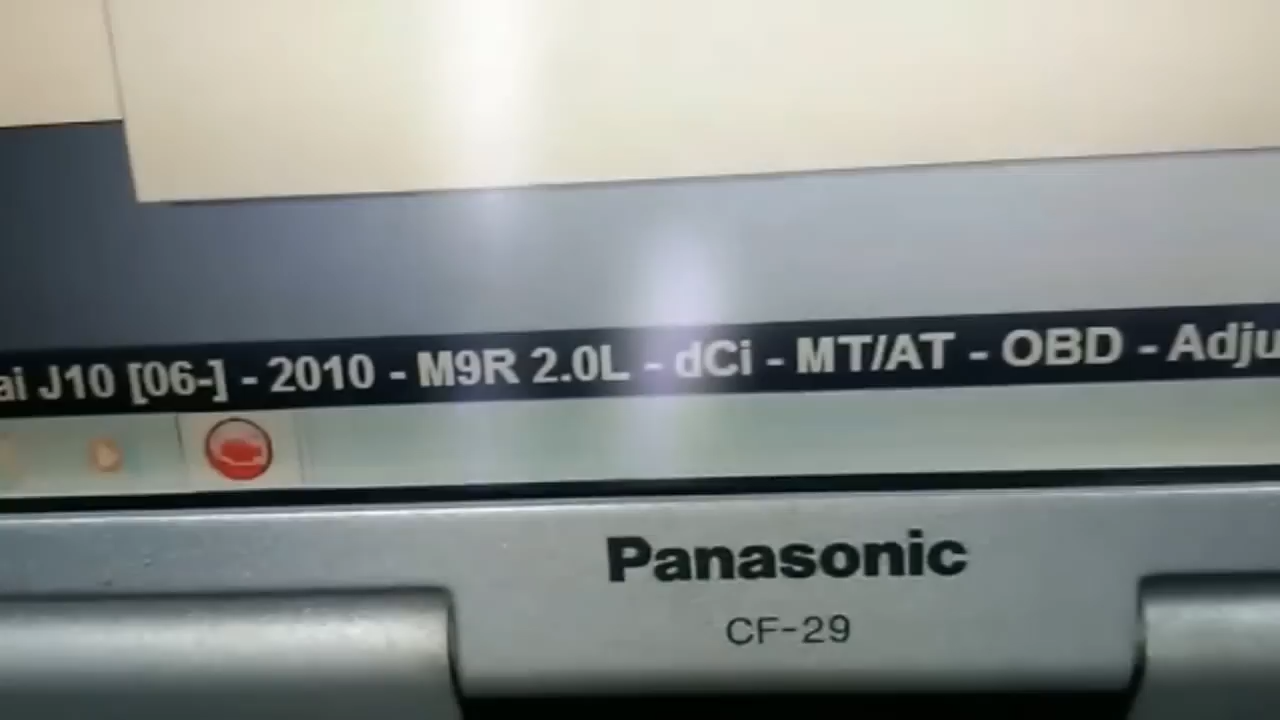 ai J10 [06-] - 2010 - M9R 2.0L - dCi - MT/AT - OBD - Adju
Panasonic
CF-29